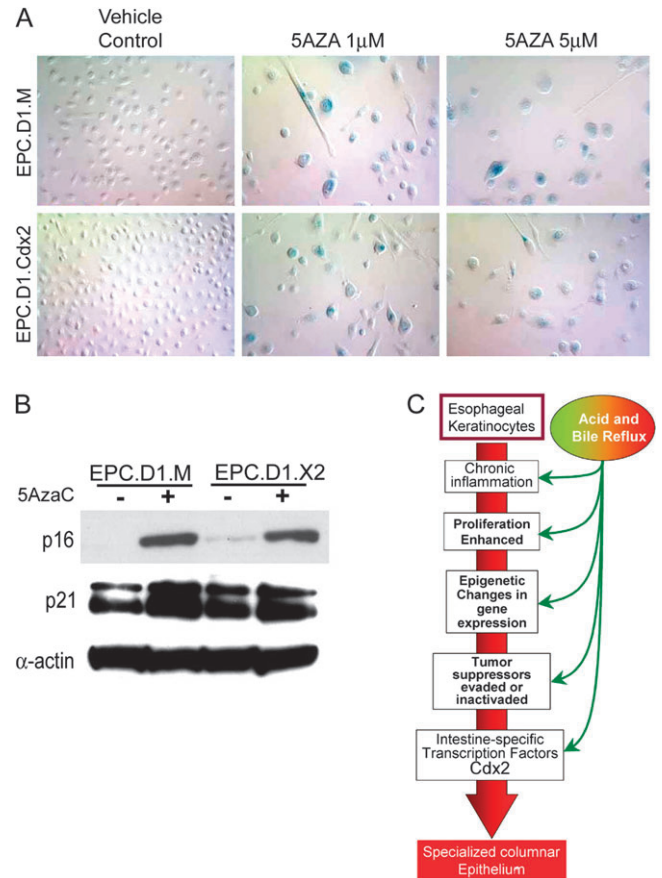 A
Vehicle
Control
5AZA 1μM
5AZA 5μM
EPC.D1.M
EPC.D1.Cdx2
B
EPC.D1.M EPC.D1.X2
5AzaC - + - +
p16
p21
α-actin
C
Esophageal
Keratinocytes
Acid and
Bile Reflux
Chronic
inflammation
Proliferation
Enhanced
Epigenetic
Changes in
gene
expression
Tumor
suppressors
evaded or
inactivaded
Intestine-specific
Transcription Factors
Cdx2
Specialized columnar
Epithelium